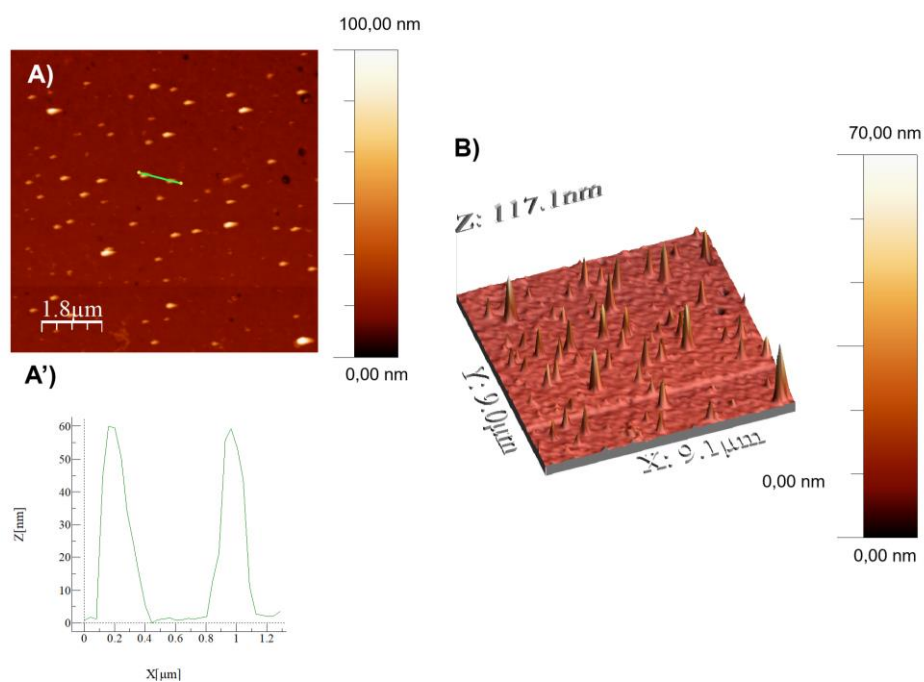 100,00 nm
A)
1.8µm
0,00 nm
A')
60
50
40
30
20
10
0
Z[nm]
0
0.2
0.4
0.6
0.8
1
1.2
X[µm]
B)
70,00 nm
Z: 117.1nm
Y: 9.0µm
X: 9.1µm
0,00 nm
0,00 nm